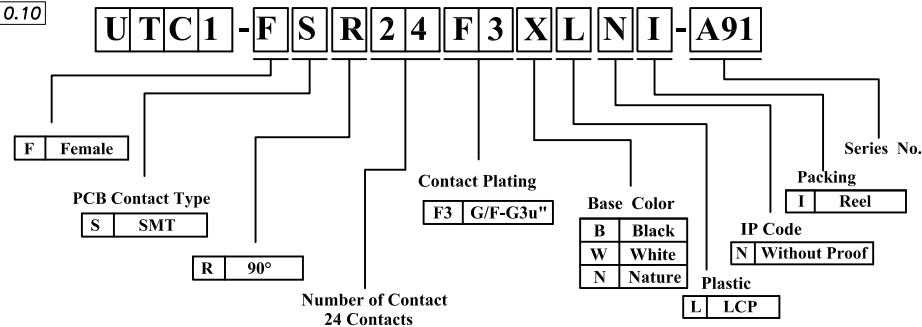 0.10
UTC1-FSR24F3XLNI-A91
F Female
Series No.
PCB Contact Type
S SMT
Contact Plating
F3 G/F-G3u"
Packing
I Reel
Base Color
B Black
W White
N Nature
IP Code
N Without Proof
R 90°
Plastic
L LCP
Number of Contact
24 Contacts